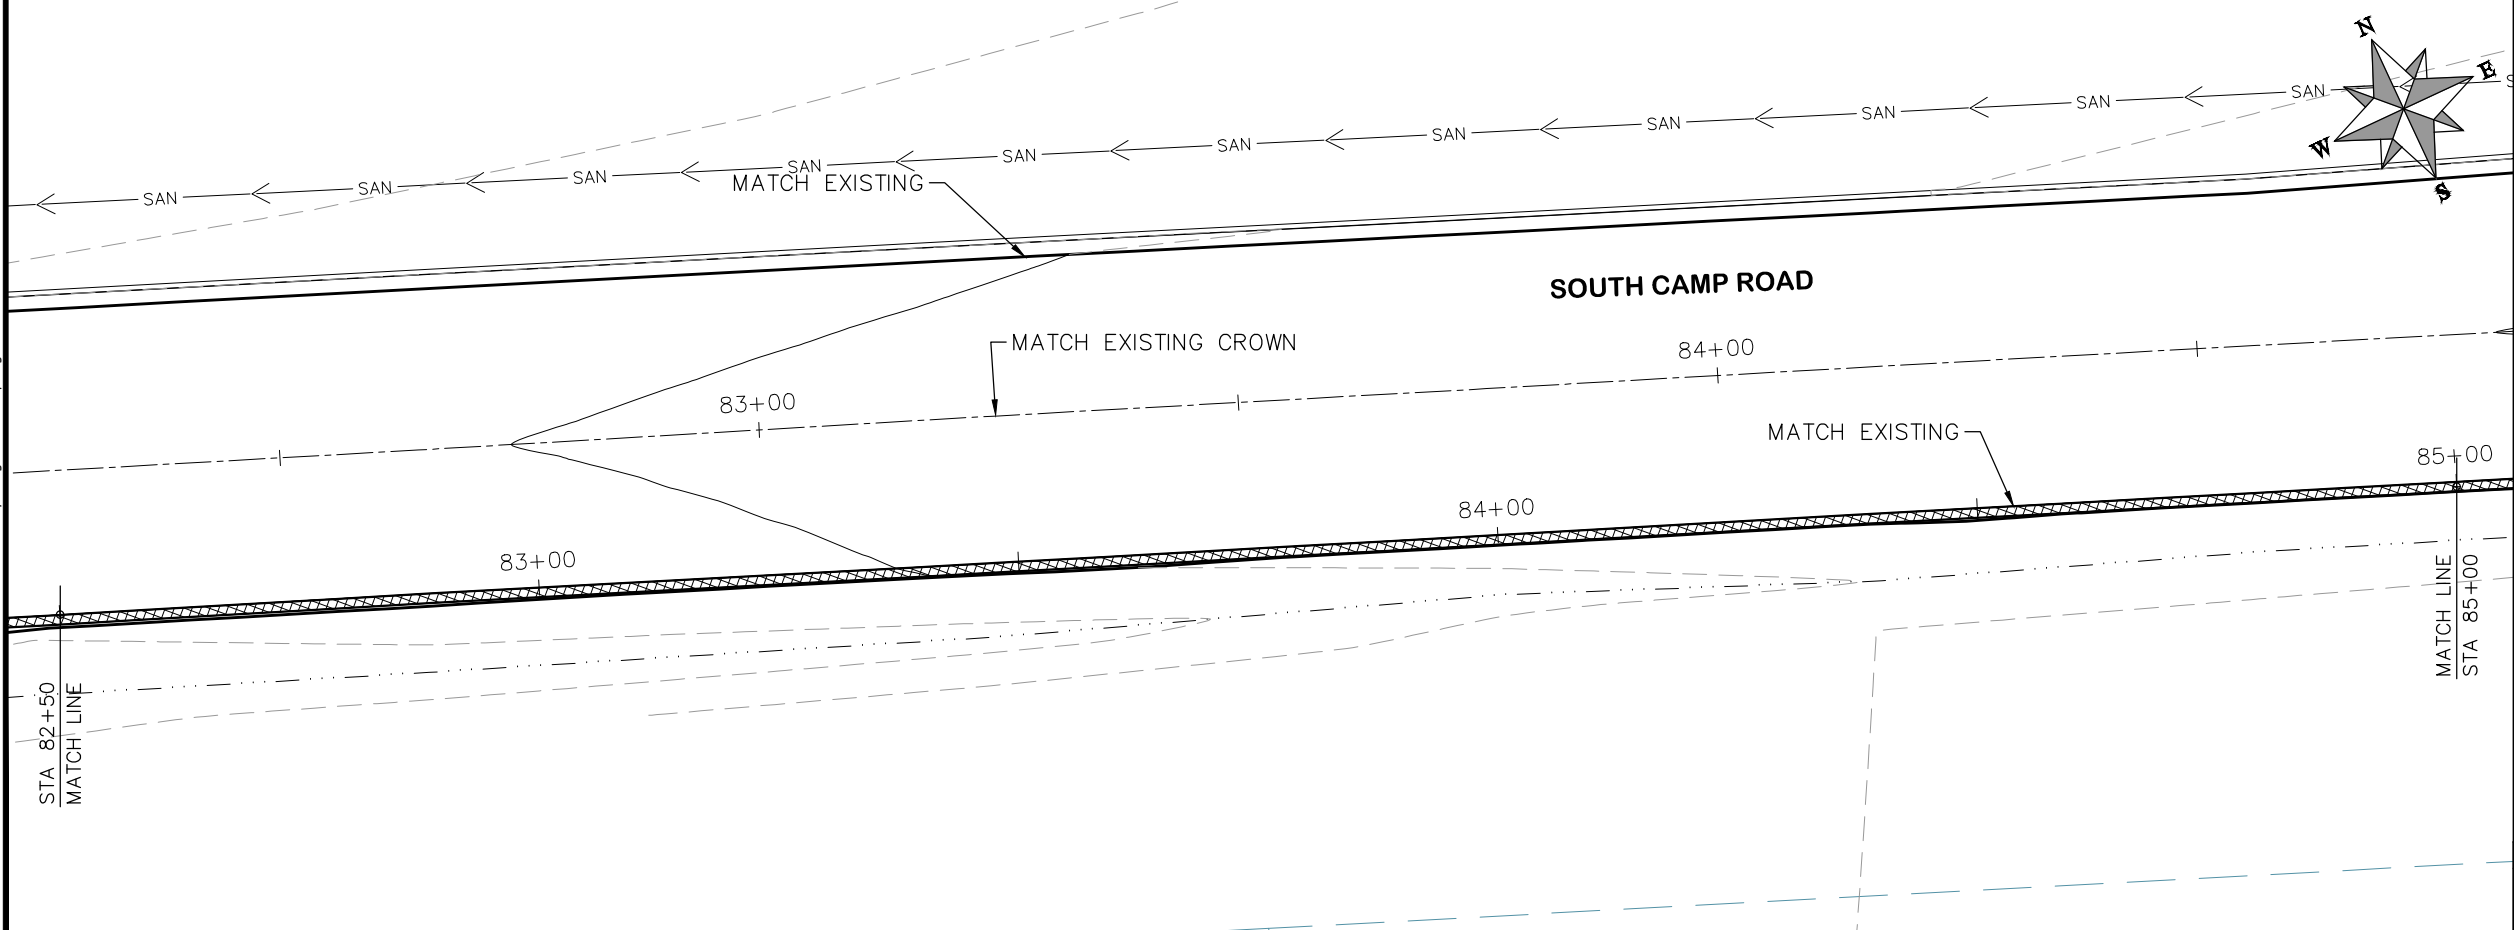 N
E
W
S
SAN
SAN
SAN
SAN
SAN
SAN
SAN
SAN
SAN
SAN
SAN
MATCH EXISTING
SOUTH CAMP ROAD
MATCH EXISTING CROWN
84+00
83+00
MATCH EXISTING
85+00
84+00
83+00
MATCH LINE
STA 85+00
STA 82+50
MATCH LINE